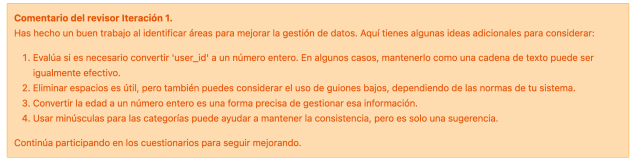 Comentario del revisor Iteración 1.
Has hecho un buen trabajo al identificar áreas para mejorar la gestión de datos. Aquí tienes algunas ideas adicionales para considerar:
1. Evalúa si es necesario convertir 'user_id' a un número entero. En algunos casos, mantenerlo como una cadena de texto puede ser
igualmente efectivo.
2. Eliminar espacios es útil, pero también puedes considerar el uso de guiones bajos, dependiendo de las normas de tu sistema.
3. Convertir la edad a un número entero es una forma precisa de gestionar esa información.
4. Usar minúsculas para las categorías puede ayudar a mantener la consistencia, pero es solo una sugerencia.
Continúa participando en los cuestionarios para seguir mejorando.